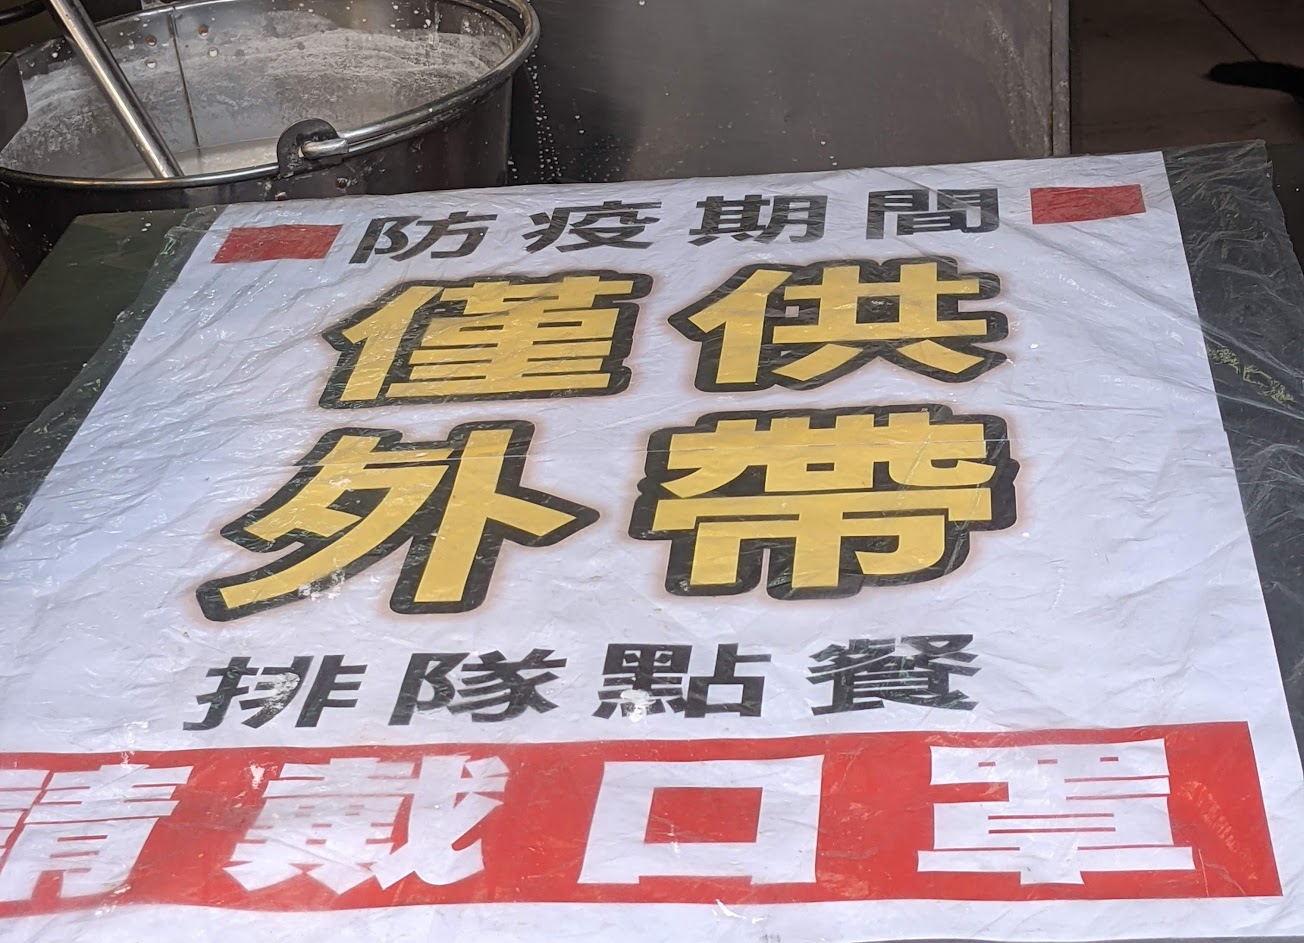 防疫期間
僅供
外帶
排隊點餐
請戴口罩